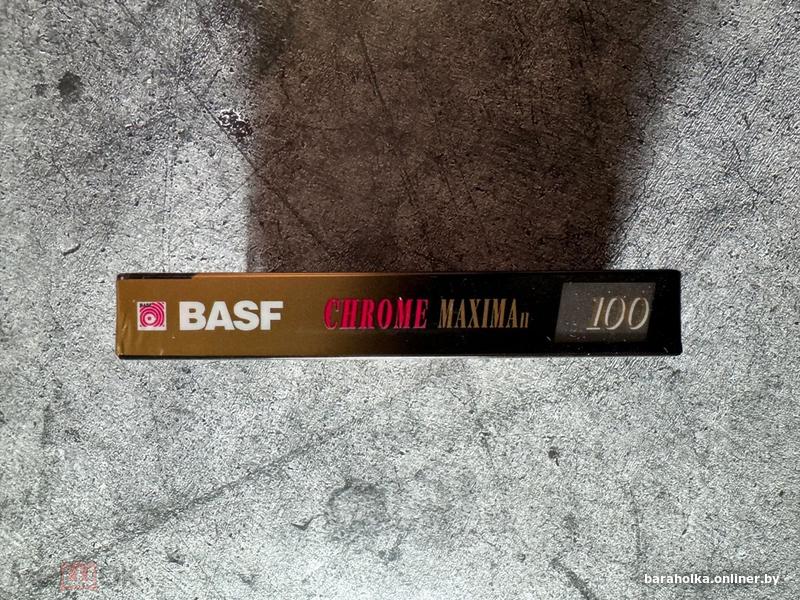 BASF CHROME MAXIMA II 100
baraholka.onliner.by